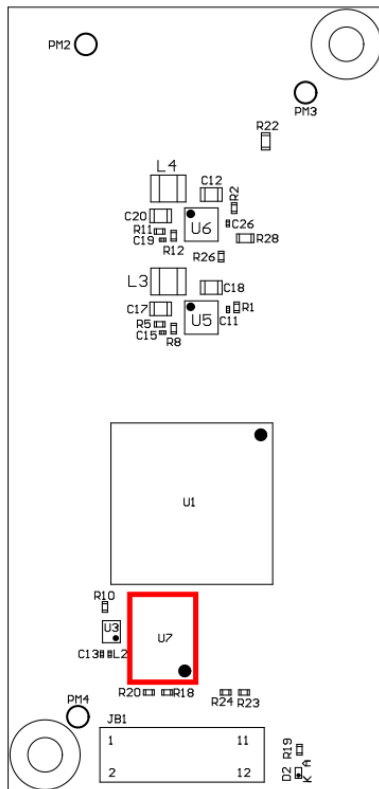 PM2
PM3
R22
L4
C12
R2
C20
U6
C26
R11
C19
R12
R28
R26
L3
C18
C17
U5
R1
C11
R5
C15
R8
U1
R10
U3
U7
C13
L2
R20
R18
R24
R23
PM4
JB1
1
11
2
12
R19
D2
K
A